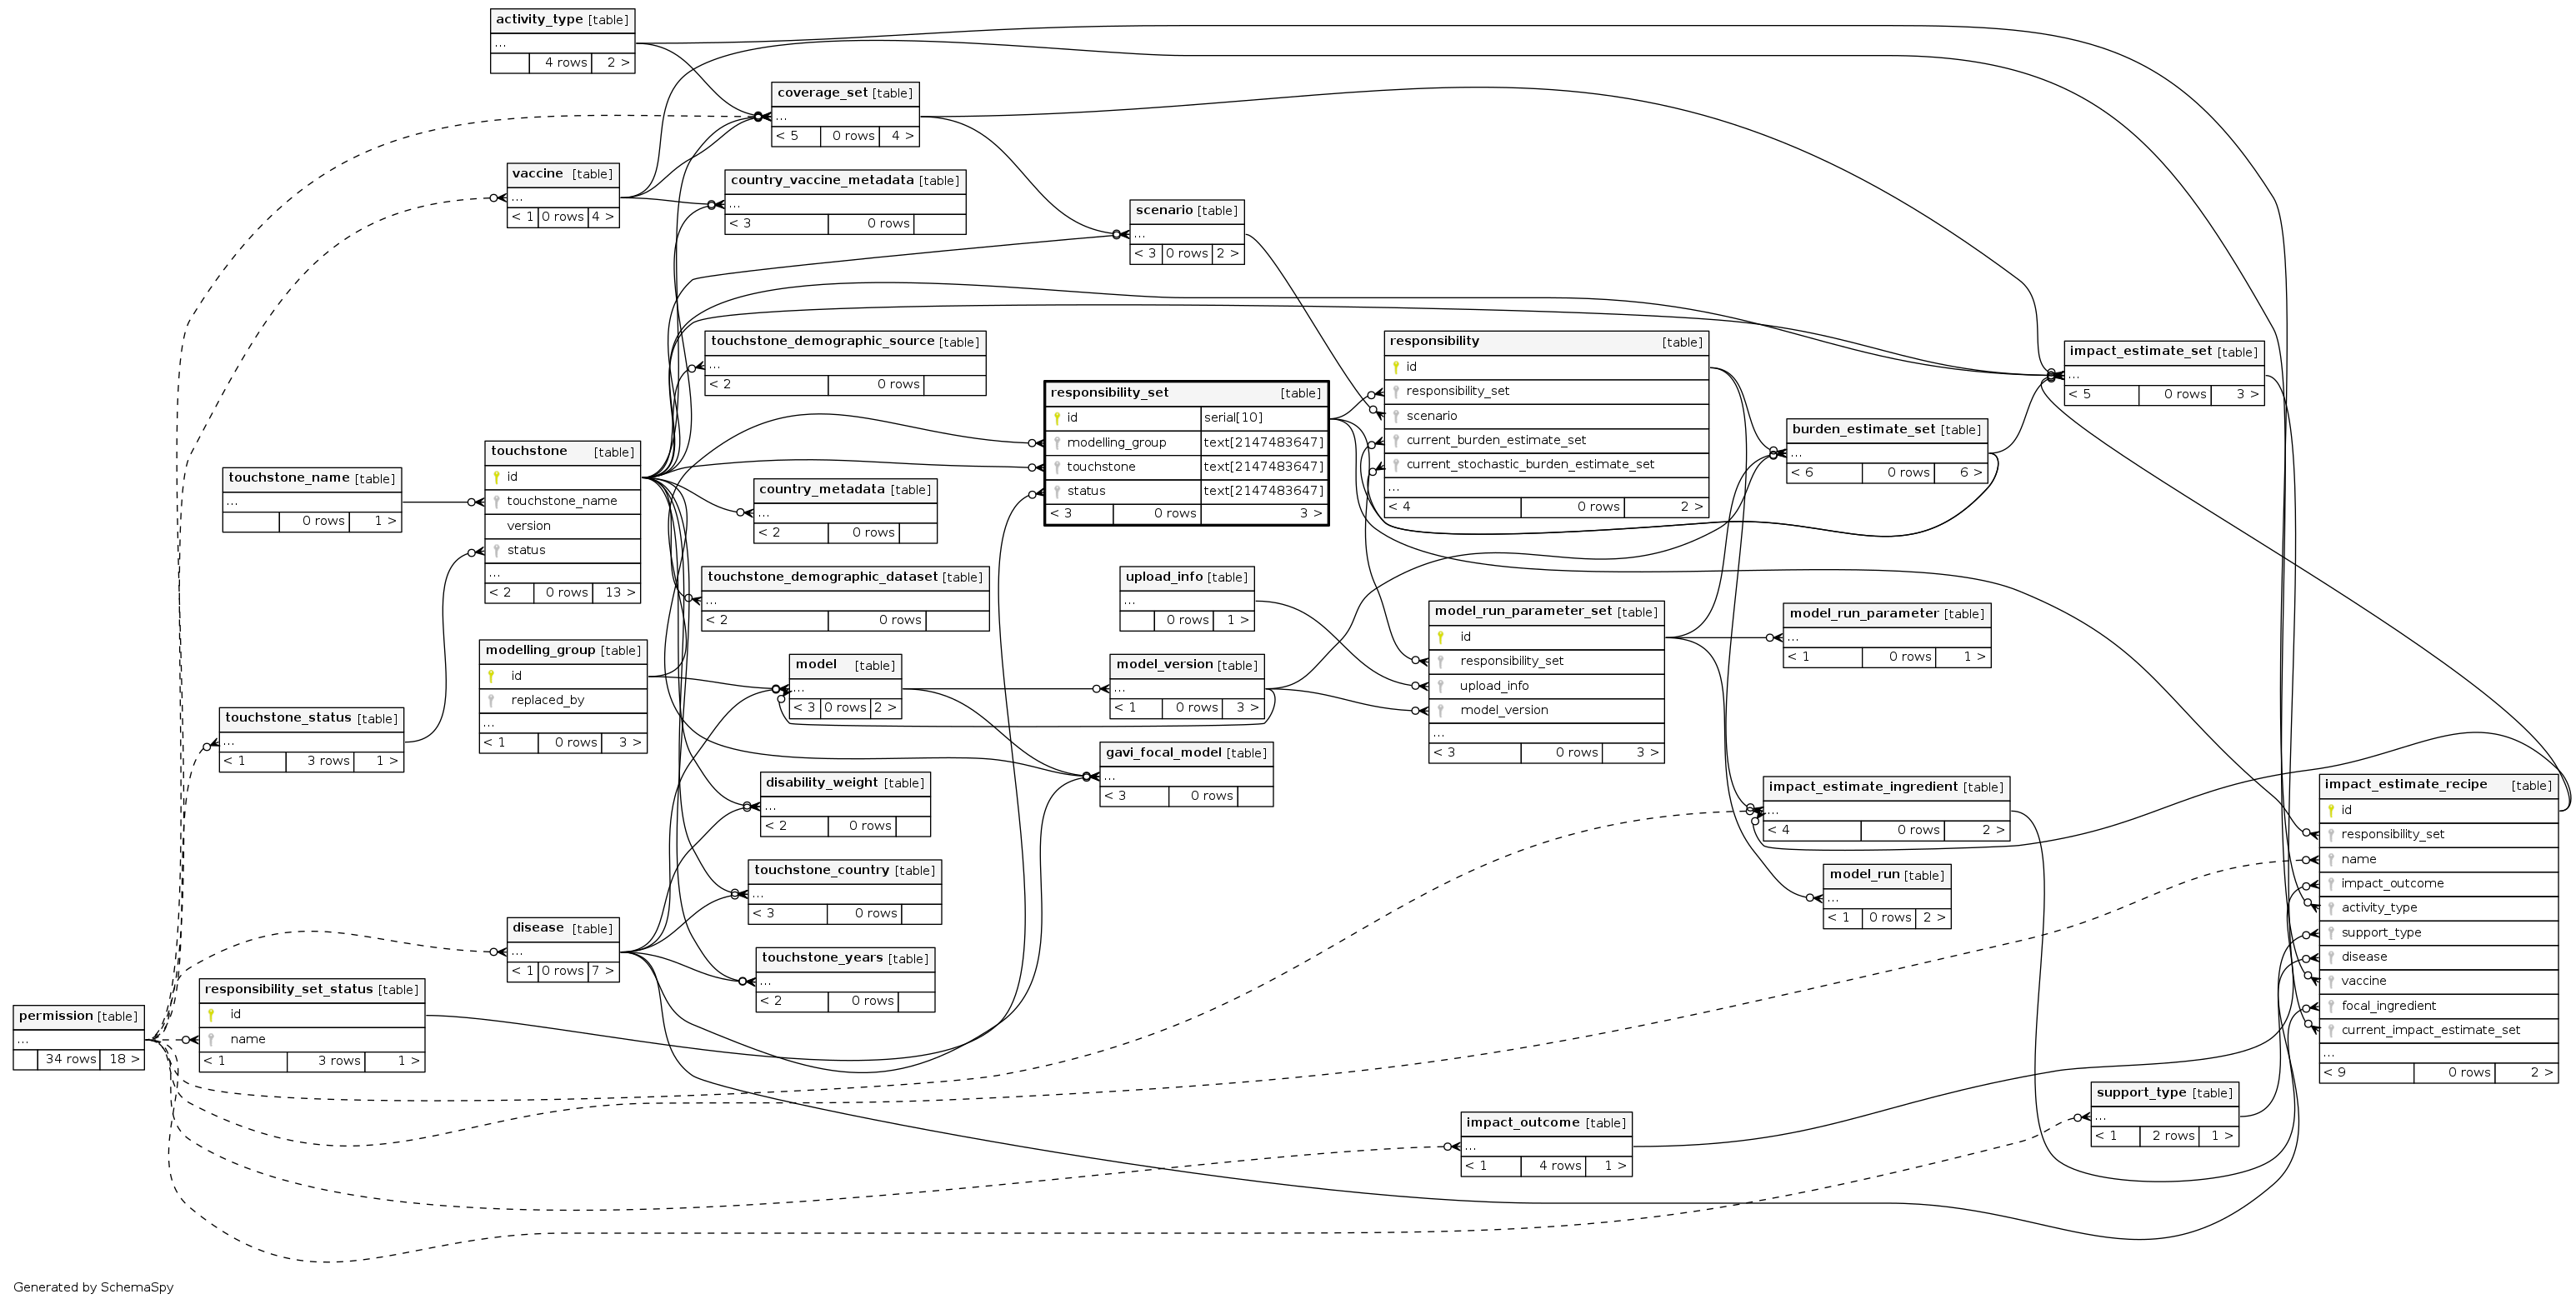 activity_type [table]
...
4 rows 2 >
coverage_set [table]
...
< 5 0 rows 4 >
vaccine [table]
...
< 1 0 rows 4 >
country_vaccine_metadata [table]
...
< 3 0 rows
scenario [table]
...
< 3 0 rows 2 >
touchstone_demographic_source [table]
...
< 2 0 rows
responsibility_set [table]
id serial[10]
modelling_group text[2147483647]
touchstone text[2147483647]
status text[2147483647]
< 3 0 rows 3 >
responsibility [table]
id
responsibility_set
scenario
current_burden_estimate_set
current_stochastic_burden_estimate_set
...
< 4 0 rows 2 >
impact_estimate_set [table]
...
< 5 0 rows 3 >
burden_estimate_set [table]
...
< 6 0 rows 6 >
touchstone_name [table]
...
0 rows 1 >
touchstone [table]
id
touchstone_name
version
status
...
< 2 0 rows 13 >
country_metadata [table]
...
< 2 0 rows
touchstone_demographic_dataset [table]
...
< 2 0 rows
upload_info [table]
...
0 rows 1 >
model_run_parameter_set [table]
id
responsibility_set
upload_info
model_version
...
< 3 0 rows 3 >
model_run_parameter [table]
...
< 1 0 rows 1 >
modelling_group [table]
id
replaced_by
...
< 1 0 rows 3 >
model [table]
...
< 3 0 rows 2 >
model_version [table]
...
< 1 0 rows 3 >
touchstone_status [table]
...
< 1 3 rows 1 >
gavi_focal_model [table]
...
< 3 0 rows
disability_weight [table]
...
< 2 0 rows
impact_estimate_ingredient [table]
...
< 4 0 rows 2 >
impact_estimate_recipe [table]
id
responsibility_set
name
impact_outcome
activity_type
support_type
disease
vaccine
focal_ingredient
current_impact_estimate_set
...
< 9 0 rows 2 >
touchstone_country [table]
...
< 3 0 rows
model_run [table]
...
< 1 0 rows 2 >
disease [table]
...
< 1 0 rows 7 >
touchstone_years [table]
...
< 2 0 rows
responsibility_set_status [table]
id
name
< 1 3 rows 1 >
permission [table]
...
34 rows 18 >
support_type [table]
...
< 1 2 rows 1 >
impact_outcome [table]
...
< 1 4 rows 1 >
Generated by SchemaSpy